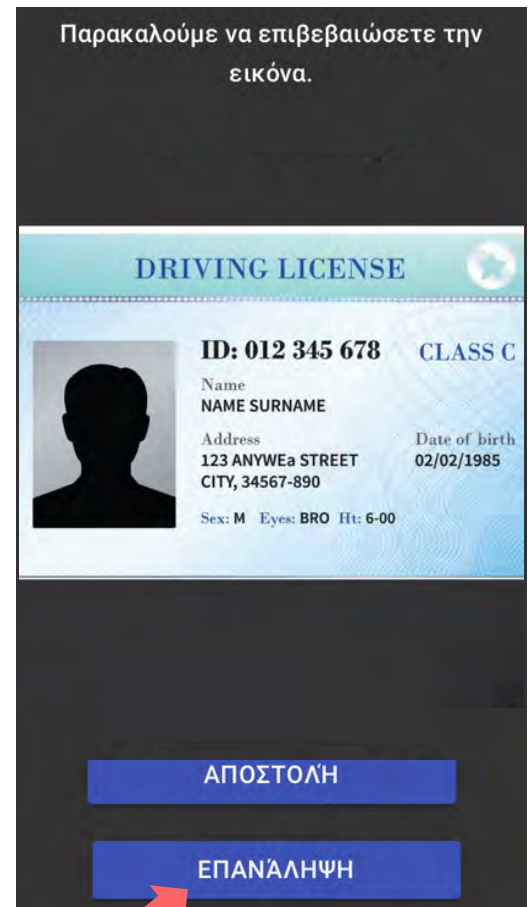 Παρακαλούμε να επιβεβαιώσετε την
εικόνα.
DRIVING LICENSE
ID: 012 345 678 CLASS C
Name
NAME SURNAME
Address Date of birth
123 ANYWEa STREET 02/02/1985
CITY, 34567-890
Sex: M Eyes: BRO Ht: 6-00
ΑΠΟΣΤΟΛΉ
ΕΠΑΝΆΛΗΨΗ